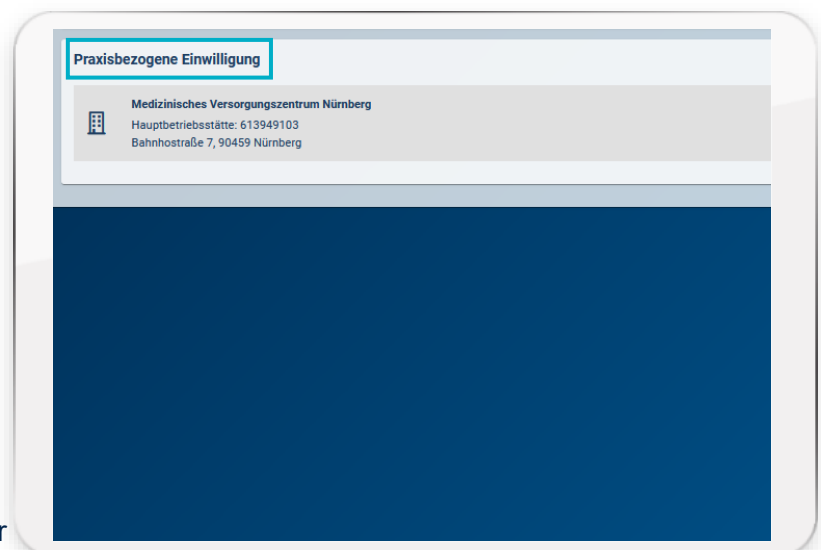 Praxisbezogene Einwilligung
Medizinisches Versorgungszentrum Nürnberg
Hauptbetriebsstätte: 613949103
Bahnhostraße 7, 90459 Nürnberg
r